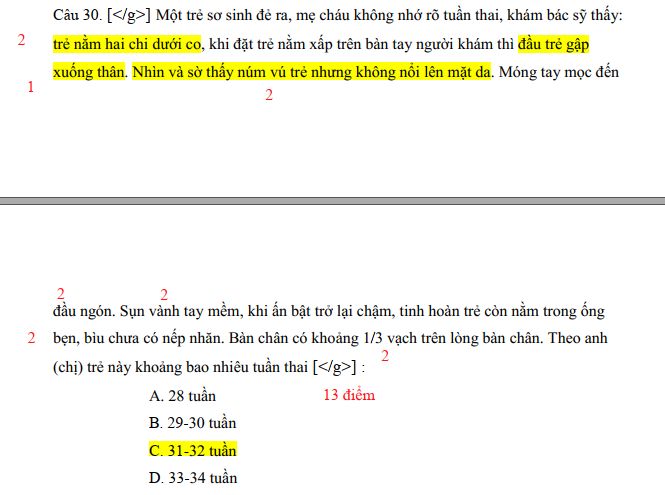 Câu 30. [</g>] Một trẻ sơ sinh đẻ ra, mẹ cháu không nhớ rõ tuần thai, khám bác sỹ thấy:
2 trẻ nằm hai chi dưới co, khi đặt trẻ nằm xấp trên bàn tay người khám thì đầu trẻ gập
1 xuống thân. Nhìn và sờ thấy núm vú trẻ nhưng không nổi lên mặt da. Móng tay mọc đến
2
2 2
đầu ngón. Sụn vành tay mềm, khi ấn bật trở lại chậm, tinh hoàn trẻ còn nằm trong ống
2 bẹn, bìu chưa có nếp nhăn. Bàn chân có khoảng 1/3 vạch trên lòng bàn chân. Theo anh
(chị) trẻ này khoảng bao nhiêu tuần thai [</g>] : 2
A. 28 tuần 13 điểm
B. 29-30 tuần
C. 31-32 tuần
D. 33-34 tuần